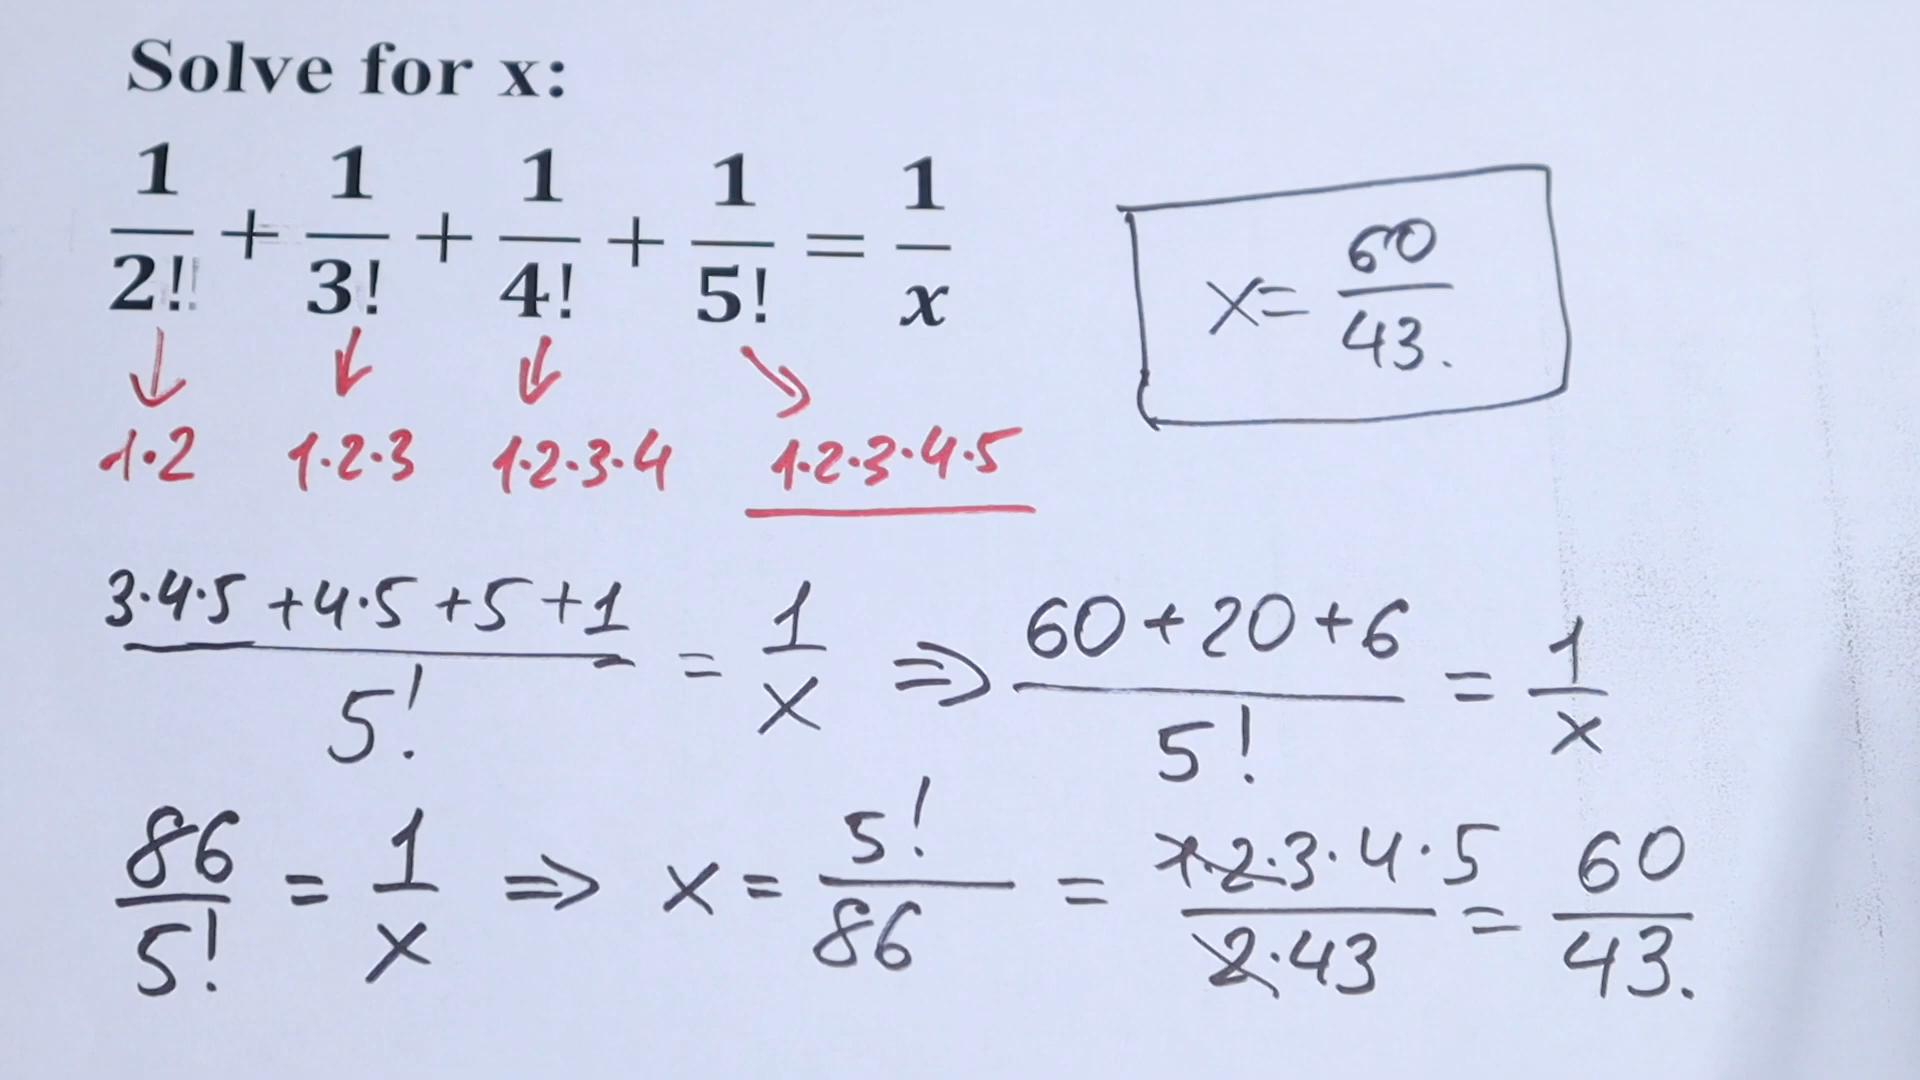 Solve for x:
1/2! + 1/3! + 1/4! + 1/5! = 1/x
x = 60/43.
↓ ↓ ↓ ↘
1·2 1·2·3 1·2·3·4 1·2·3·4·5
(3·4·5 + 4·5 + 5 + 1)/5! = 1/x ⇒ (60 + 20 + 6)/5! = 1/x
86/5! = 1/x ⇒ x = 5!/86 = (1·2·3·4·5)/(2·43) = 60/43.